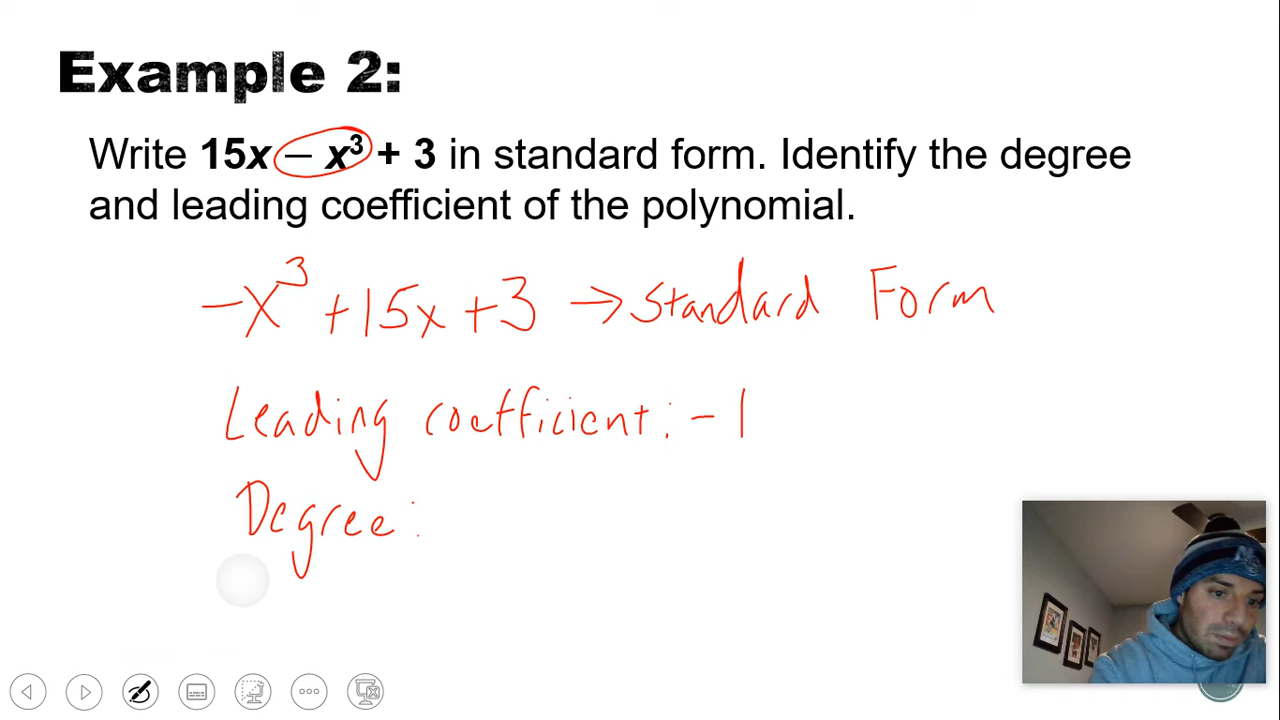 Example 2:
Write 15x – x³ + 3 in standard form. Identify the degree
and leading coefficient of the polynomial.
-x³ +15x +3 → Standard Form
Leading coefficient: -1
Degree: